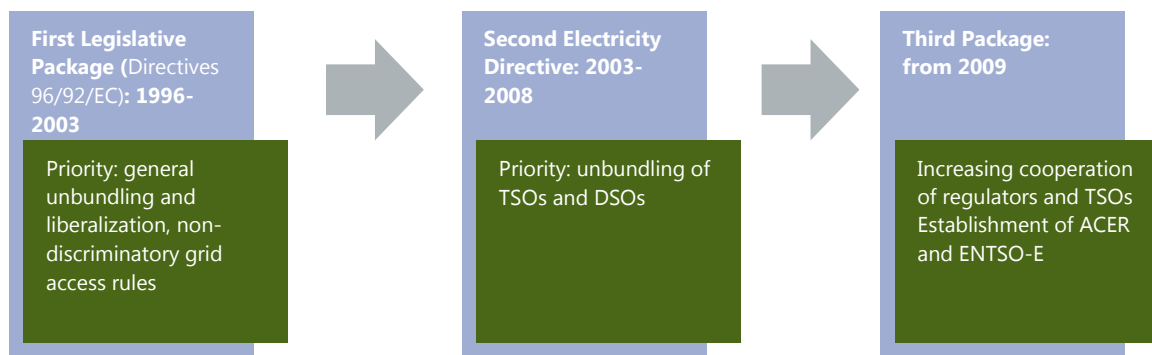 First Legislative
Package (Directives
96/92/EC): 1996-
2003
Priority: general
unbundling and
liberalization, non-
discriminatory grid
access rules
Second Electricity
Directive: 2003-
2008
Priority: unbundling of
TSOs and DSOs
Third Package:
from 2009
Increasing cooperation
of regulators and TSOs
Establishment of ACER
and ENTSO-E